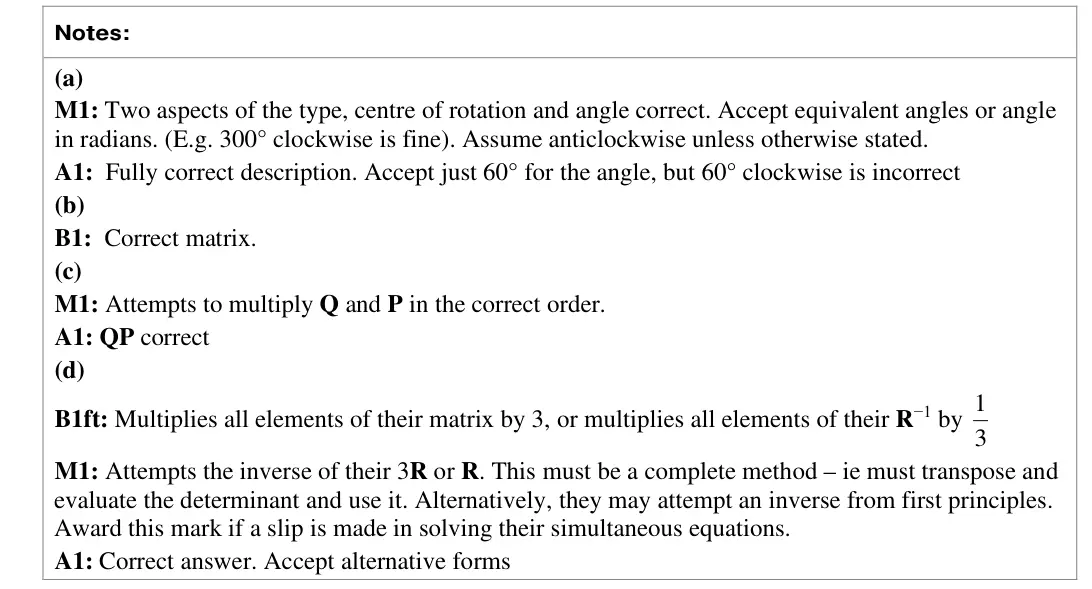 Notes:
(a)
M1: Two aspects of the type, centre of rotation and angle correct. Accept equivalent angles or angle
in radians. (E.g. 300° clockwise is fine). Assume anticlockwise unless otherwise stated.
A1: Fully correct description. Accept just 60° for the angle, but 60° clockwise is incorrect
(b)
B1: Correct matrix.
(c)
M1: Attempts to multiply Q and P in the correct order.
A1: QP correct
(d)
B1ft: Multiplies all elements of their matrix by 3, or multiplies all elements of their R⁻¹ by 1/3
M1: Attempts the inverse of their 3R or R. This must be a complete method – ie must transpose and
evaluate the determinant and use it. Alternatively, they may attempt an inverse from first principles.
Award this mark if a slip is made in solving their simultaneous equations.
A1: Correct answer. Accept alternative forms